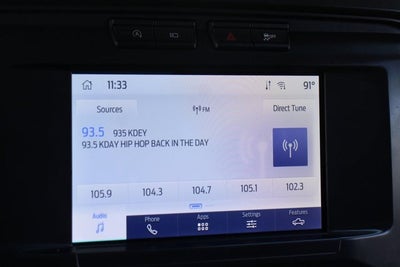 11:33
91°
Sources
FM
Direct Tune
93.5 935 KDEY
93.5 KDAY HIP HOP BACK IN THE DAY
105.9 104.3 104.7 105.1 102.3
Audio Phone Apps Settings Features